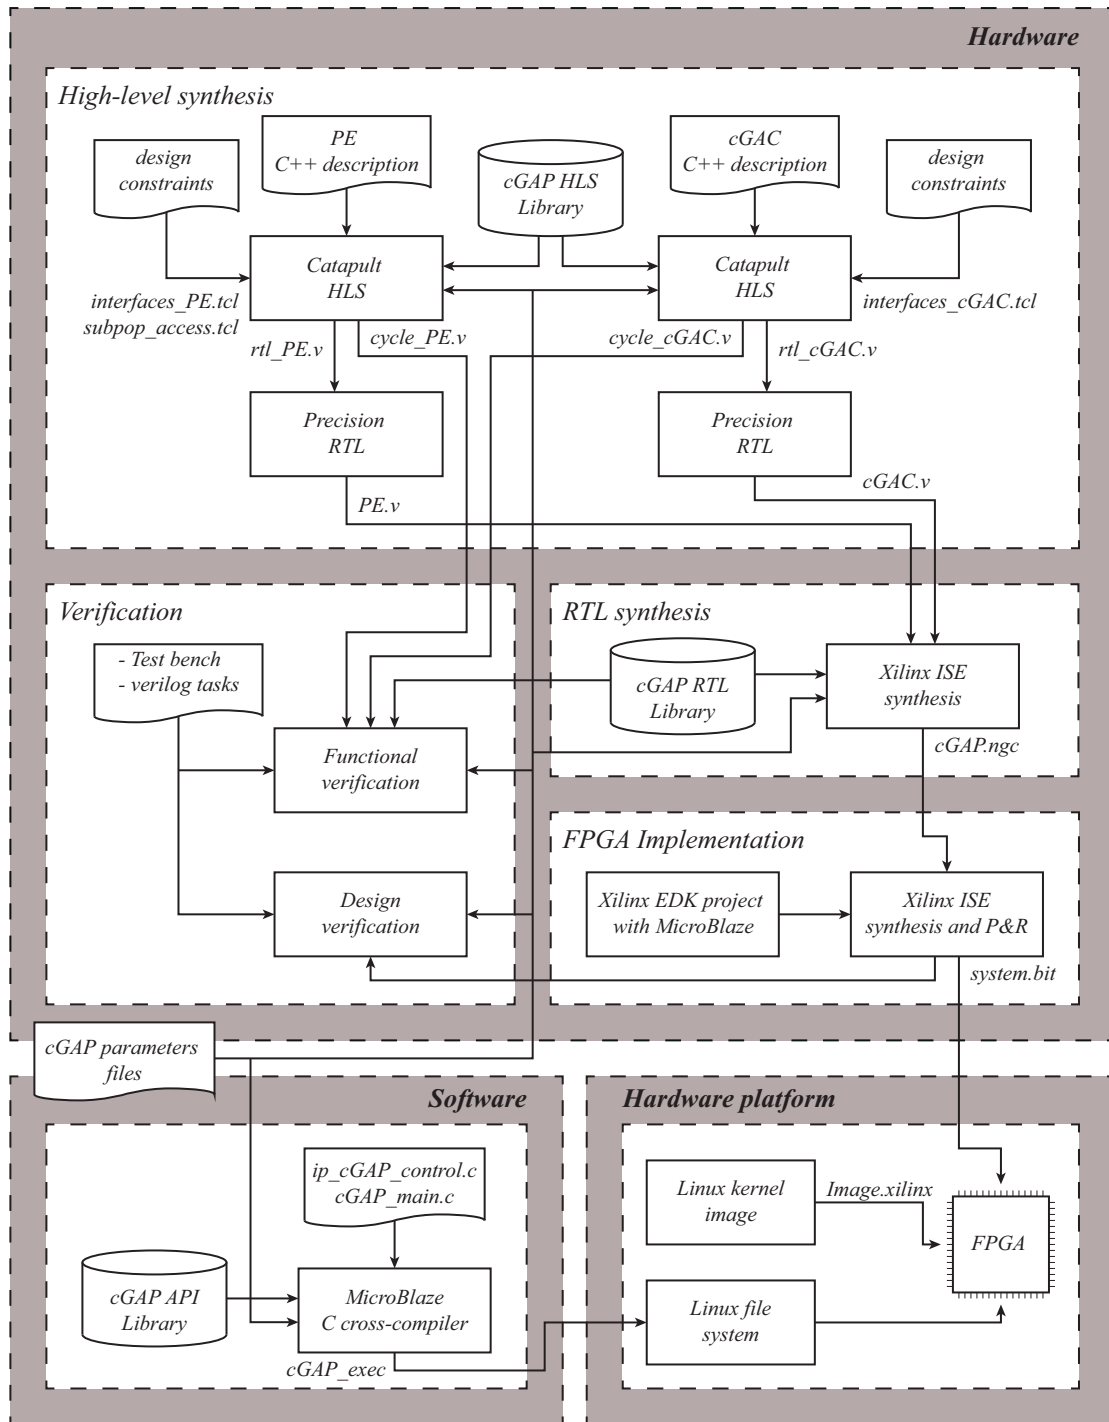 Hardware
High-level synthesis
PE
C++ description
cGAC
C++ description
design
constraints
cGAP HLS
Library
design
constraints
Catapult
HLS
Catapult
HLS
interfaces_PE.tcl
subpop_access.tcl
interfaces_cGAC.tcl
rtl_PE.v
cycle_PE.v
cycle_cGAC.v
rtl_cGAC.v
Precision
RTL
Precision
RTL
PE.v
cGAC.v
Verification
- Test bench
- verilog tasks
Functional
verification
Design
verification
RTL synthesis
cGAP RTL
Library
Xilinx ISE
synthesis
cGAP.ngc
FPGA Implementation
Xilinx EDK project
with MicroBlaze
Xilinx ISE
synthesis and P&R
system.bit
cGAP parameters
files
Software
ip_cGAP_control.c
cGAP_main.c
cGAP API
Library
MicroBlaze
C cross-compiler
cGAP_exec
Hardware platform
Linux kernel
image
Image.xilinx
FPGA
Linux file
system